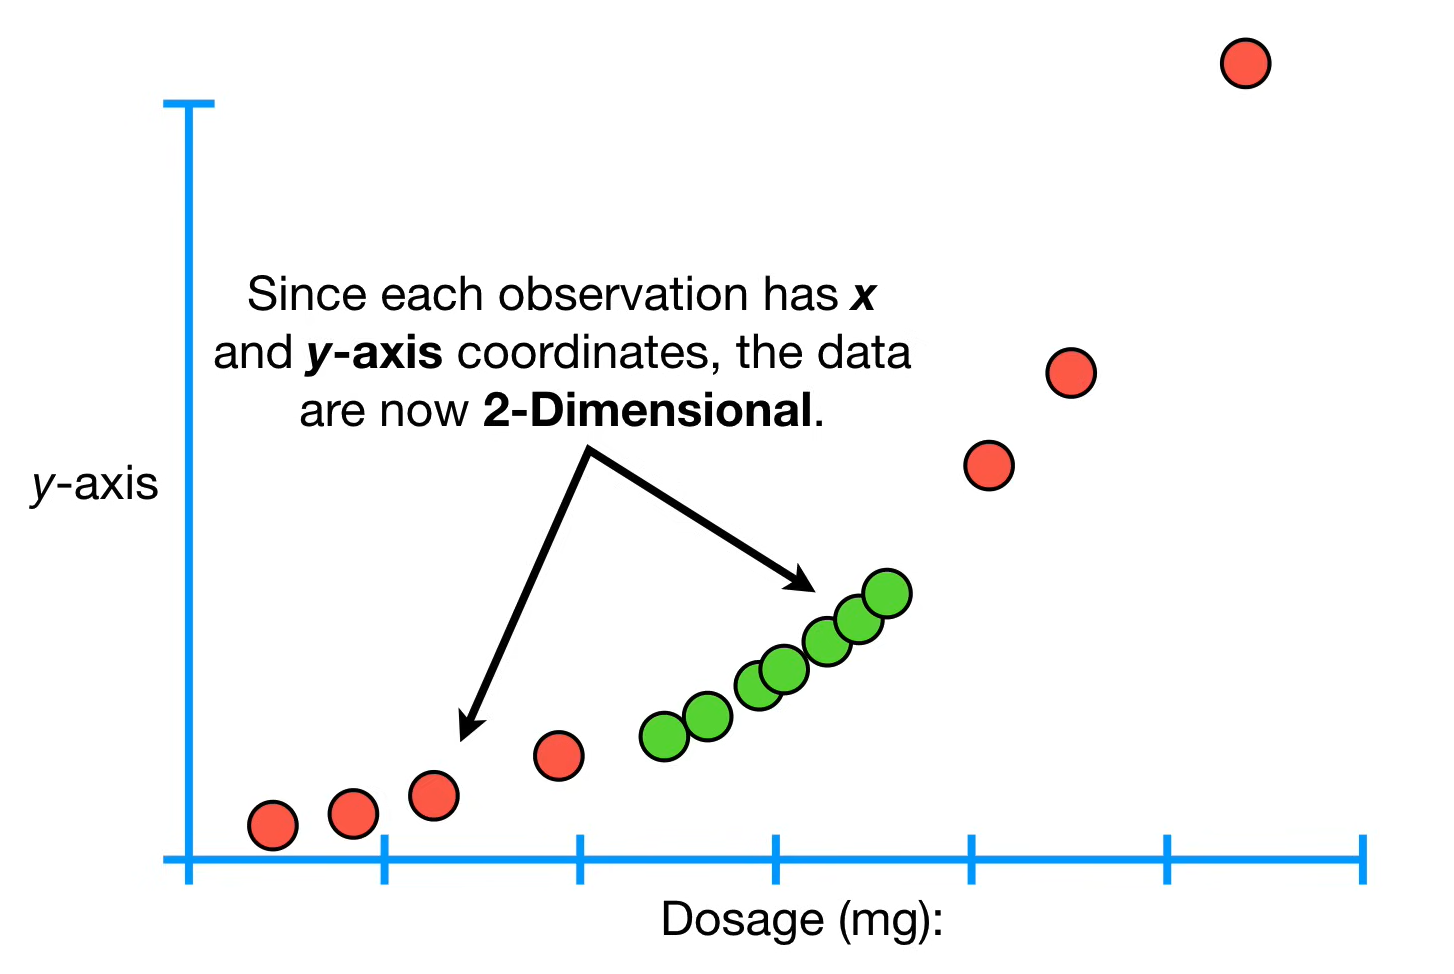 Since each observation has x
and y-axis coordinates, the data
are now 2-Dimensional.
y-axis
Dosage (mg):